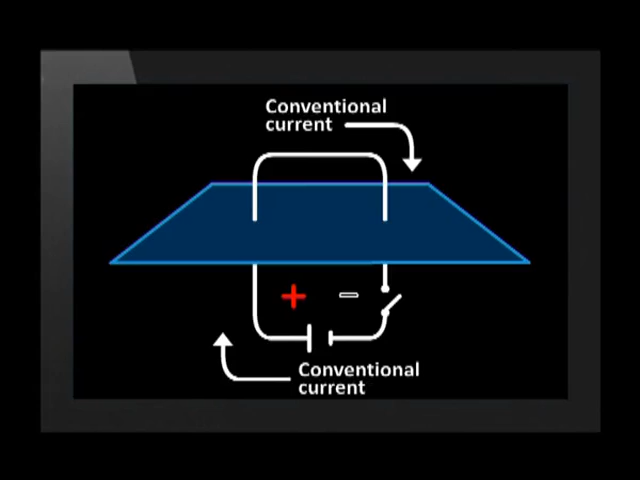 Conventional
current
+ −
Conventional
current